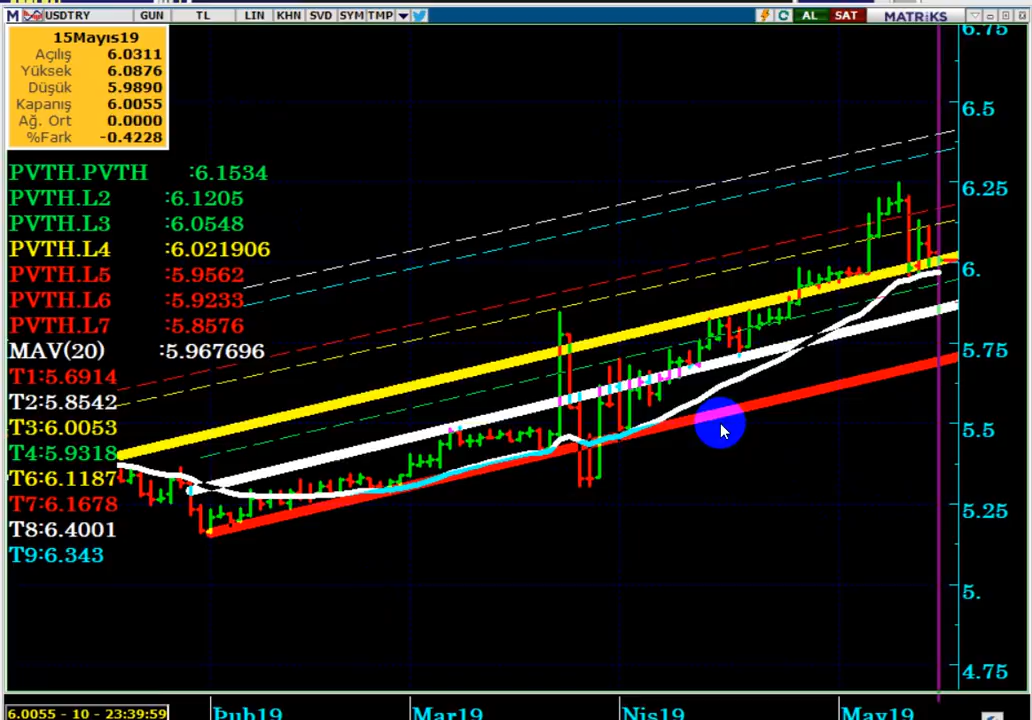 M USDTRY GUN TL LIN KHN SVD SYM TMP AL SAT MATRIKS
15Mayıs19
Açılış 6.0311
Yüksek 6.0876
Düşük 5.9890
Kapanış 6.0055
Ağ. Ort 0.0000
%Fark -0.4228
PVTH.PVTH :6.1534
PVTH.L2 :6.1205
PVTH.L3 :6.0548
PVTH.L4 :6.021906
PVTH.L5 :5.9562
PVTH.L6 :5.9233
PVTH.L7 :5.8576
MAV(20) :5.967696
T1:5.6914
T2:5.8542
T3:6.0053
T4:5.9318
T6:6.1187
T7:6.1678
T8:6.4001
T9:6.343
6.75
6.5
6.25
6.
5.75
5.5
5.25
5.
4.75
6.0055 - 10 - 23:39:59
Þub19 Mar19 Nis19 May19